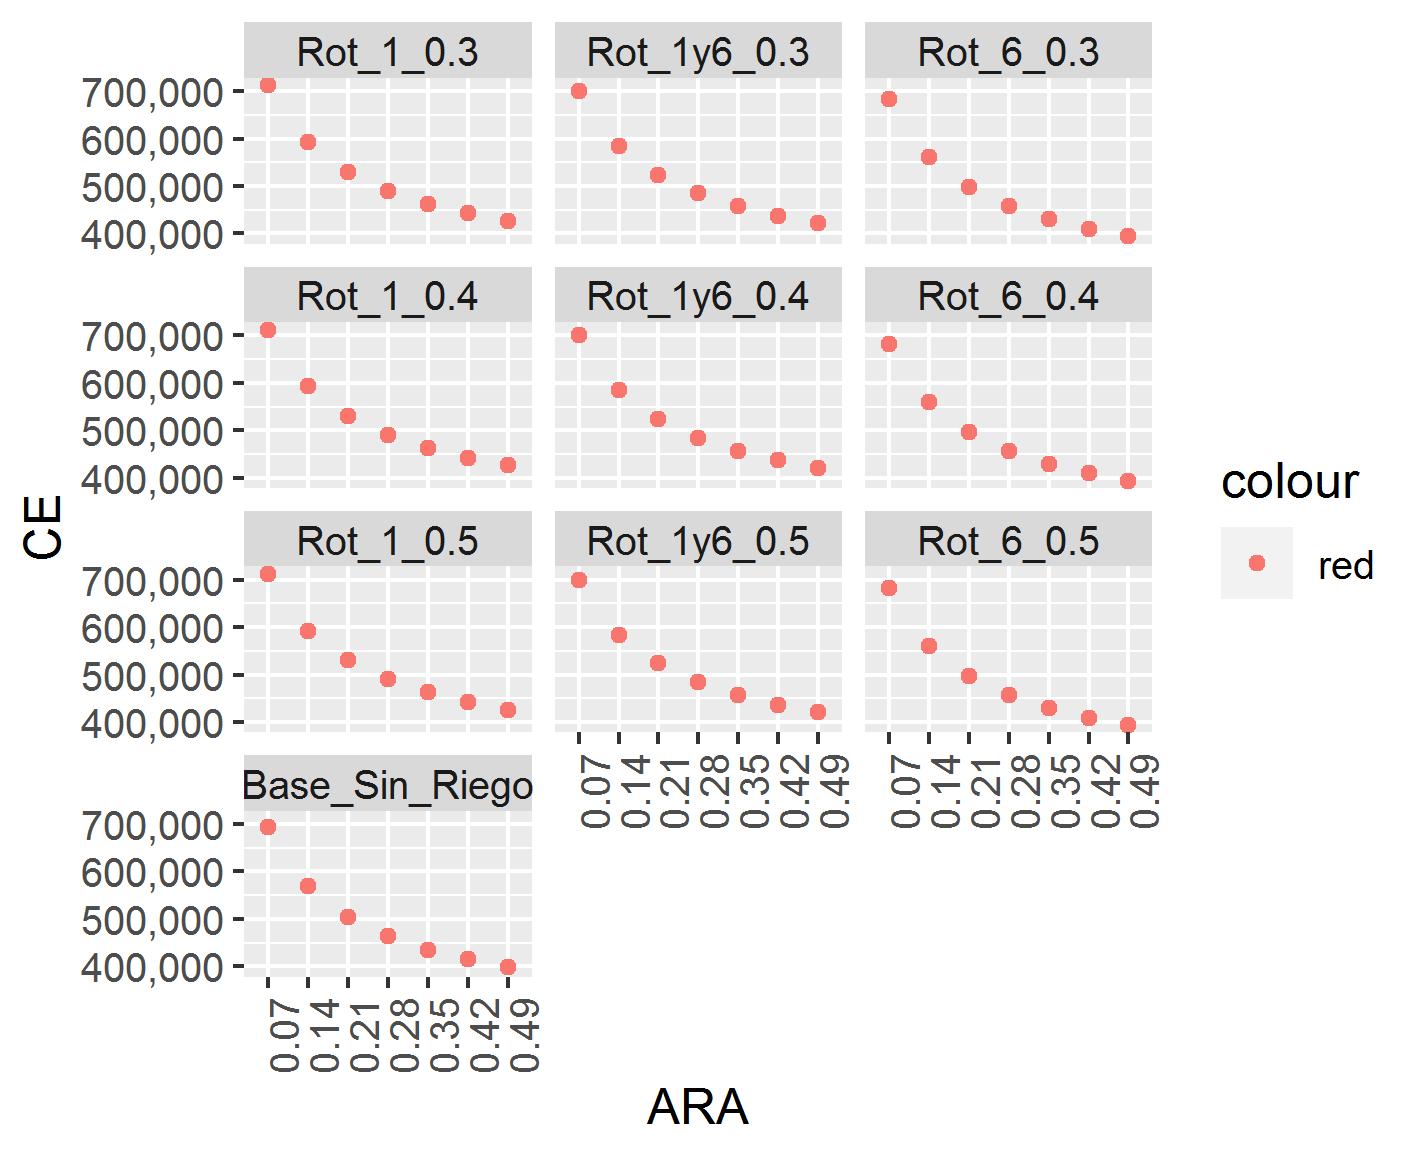 Rot_1_0.3 Rot_1y6_0.3 Rot_6_0.3
700,000
600,000
500,000
400,000
Rot_1_0.4 Rot_1y6_0.4 Rot_6_0.4
700,000
600,000
500,000
400,000
Rot_1_0.5 Rot_1y6_0.5 Rot_6_0.5
700,000
600,000
500,000
400,000
0.07 0.14 0.21 0.28 0.35 0.42 0.49
0.07 0.14 0.21 0.28 0.35 0.42 0.49
Base_Sin_Riego
700,000
600,000
500,000
400,000
0.07 0.14 0.21 0.28 0.35 0.42 0.49
CE
ARA
colour
red